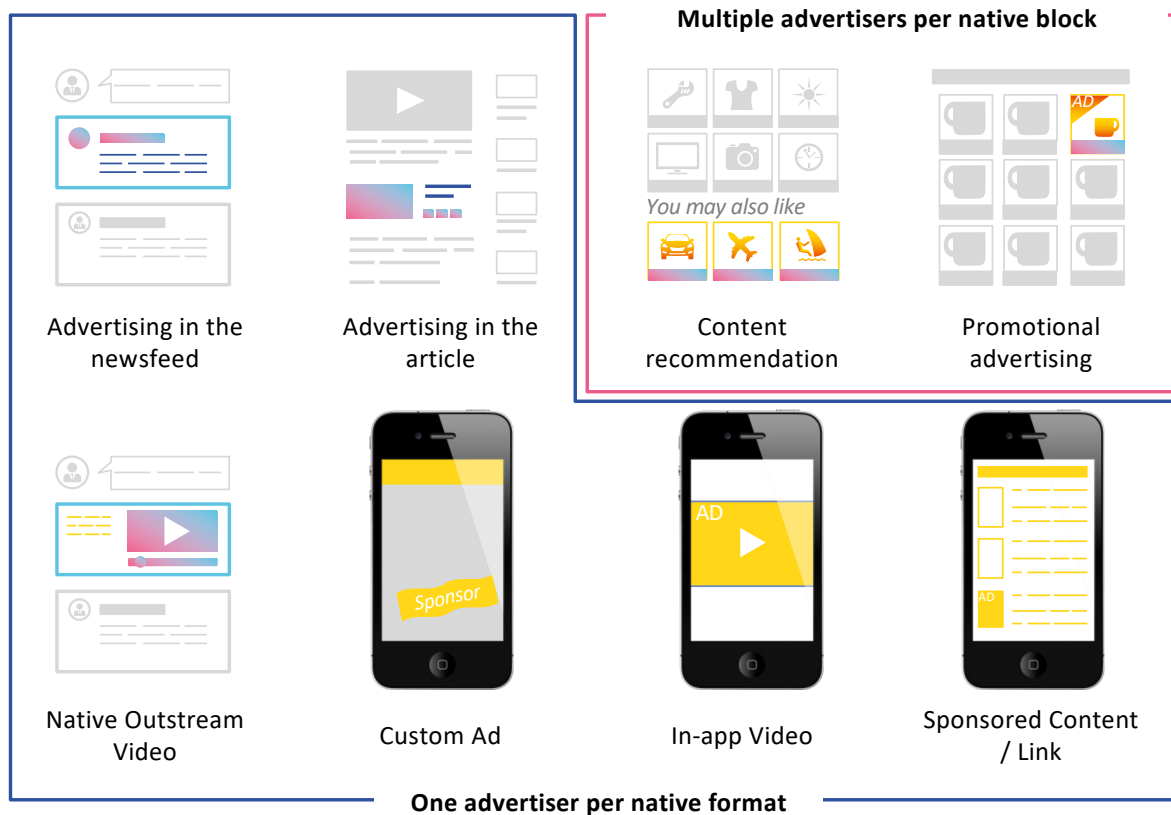 Multiple advertisers per native block
AD
You may also like
Advertising in the
newsfeed
Advertising in the
article
Content
recommendation
Promotional
advertising
Sponsor
AD
AD
Native Outstream
Video
Custom Ad
In-app Video
Sponsored Content
/ Link
One advertiser per native format